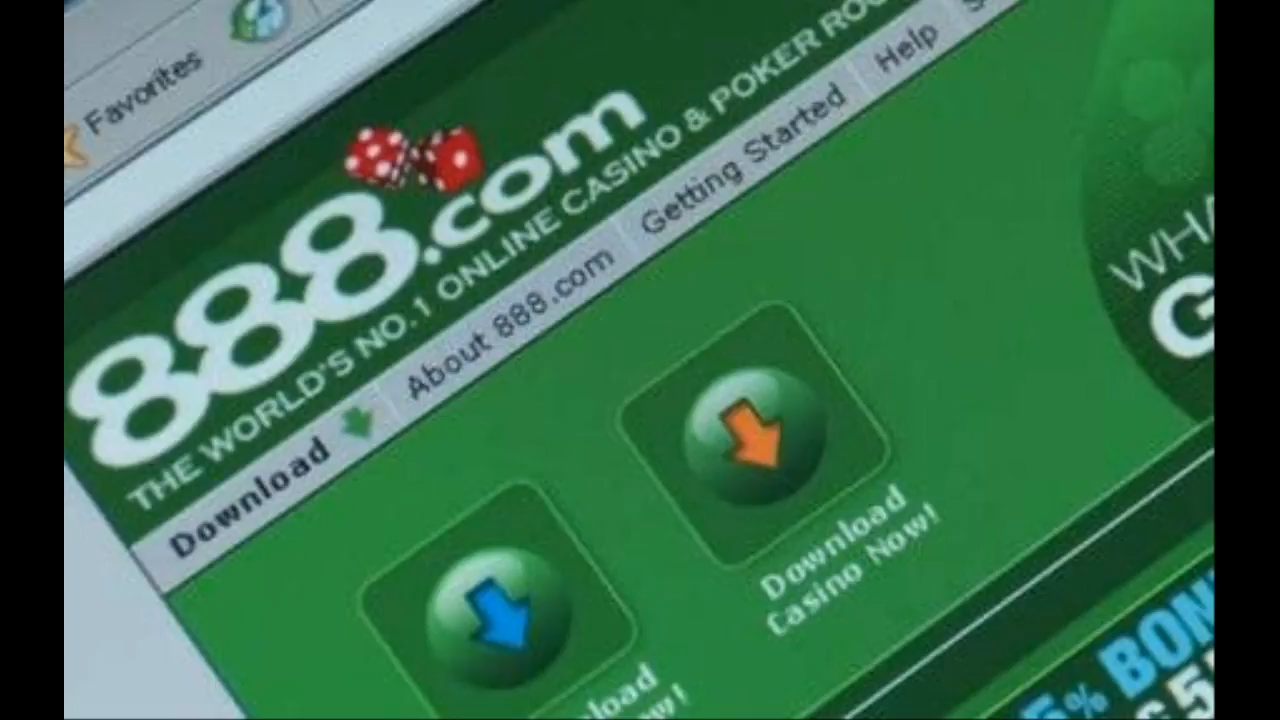 Favorites
888.com
THE WORLD'S NO.1 ONLINE CASINO & POKER
Download About 888.com Getting Started Help
Download
Casino Now!
BON